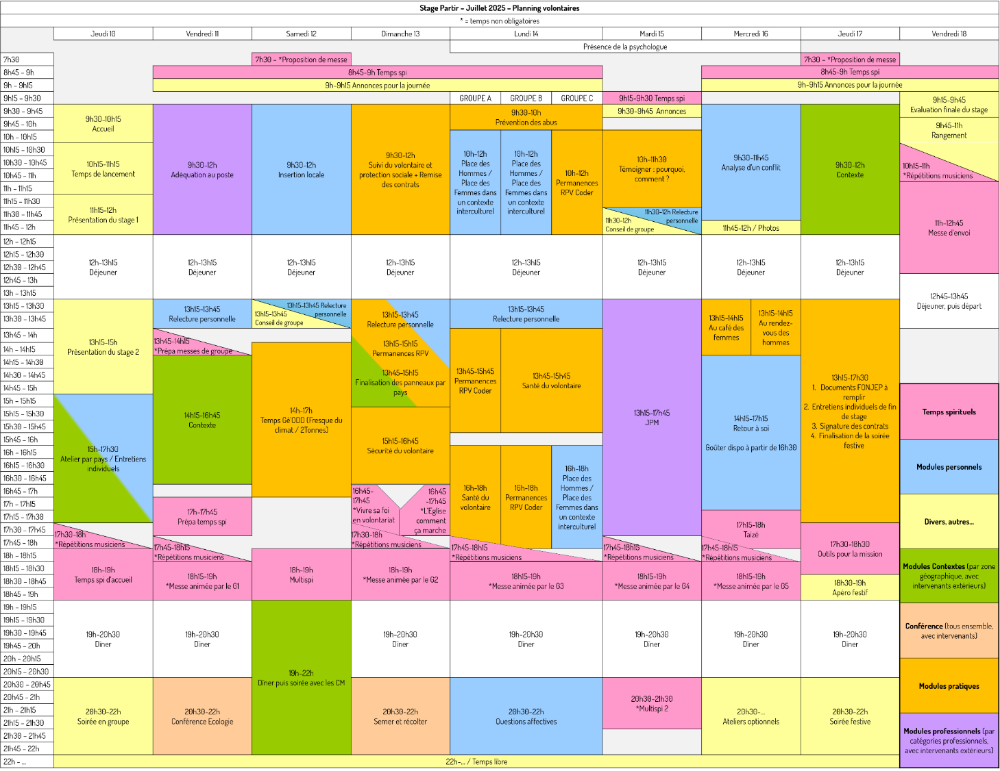 Stage Partir – Juillet 2025 – Planning volontaires
* = temps non obligatoires
Jeudi 10
Vendredi 11
Samedi 12
Dimanche 13
Lundi 14
Mardi 15
Mercredi 16
Jeudi 17
Vendredi 18
Présence de la psychologue
7h30
8h45 – 9h
9h – 9h15
9h15 – 9h30
9h30 – 9h45
9h45 – 10h
10h – 10h15
10h15 – 10h30
10h30 – 10h45
10h45 – 11h
11h – 11h15
11h15 – 11h30
11h30 – 11h45
11h45 – 12h
12h – 12h15
12h15 – 12h30
12h30 – 12h45
12h45 – 13h
13h – 13h15
13h15 – 13h30
13h30 – 13h45
13h45 – 14h
14h – 14h15
14h15 – 14h30
14h30 – 14h45
14h45 – 15h
15h – 15h15
15h15 – 15h30
15h30 – 15h45
15h45 – 16h
16h – 16h15
16h15 – 16h30
16h30 – 16h45
16h45 – 17h
17h – 17h15
17h15 – 17h30
17h30 – 17h45
17h45 – 18h
18h – 18h15
18h15 – 18h30
18h30 – 18h45
18h45 – 19h
19h – 19h15
19h15 – 19h30
19h30 – 19h45
19h45 – 20h
20h – 20h15
20h15 – 20h30
20h30 – 20h45
20h45 – 21h
21h – 21h15
21h15 – 21h30
21h30 – 21h45
21h45 – 22h
22h – ...
7h30 – *Proposition de messe
7h30 – *Proposition de messe
8h45-9h Temps spi
8h45-9h Temps spi
9h-9h15 Annonces pour la journée
9h-9h15 Annonces pour la journée
9h30-10h15
Accueil
10h15-11h15
Temps de lancement
11h15-12h
Présentation du stage 1
12h-13h15
Déjeuner
13h15-15h
Présentation du stage 2
15h-17h30
Atelier par pays / Entretiens
individuels
17h30-18h
*Répétitions musiciens
18h-19h
Temps spi d'accueil
19h-20h30
Dîner
20h30-22h
Soirée en groupe
9h30-12h
Adéquation au poste
12h-13h15
Déjeuner
13h15-13h45
Relecture personnelle
13h45-14h15
*Prépa messes de groupe
14h15-16h45
Contexte
17h-17h45
Prépa temps spi
17h45-18h15
*Répétitions musiciens
18h15-19h
*Messe animée par le G1
19h-20h30
Dîner
20h30-22h
Conférence Ecologie
9h30-12h
Insertion locale
12h-13h15
Déjeuner
13h15-13h45 Relecture
personnelle
13h15-13h45
Conseil de groupe
14h-17h
Temps Gé'ODD (Fresque du
climat / 2Tonnes)
18h-19h
Multispi
19h-22h
Dîner puis soirée avec les CM
9h30-12h
Suivi du volontaire et
protection sociale + Remise
des contrats
12h-13h15
Déjeuner
13h15-13h45
Relecture personnelle
13h15-15h15
Permanences RPV
13h45-15h15
Finalisation des panneaux par
pays
15h15-16h45
Sécurité du volontaire
16h45-
17h45
*Vivre sa foi
en volontariat
16h45
-17h45
*L'Eglise
comment
ça marche
17h30-18h
*Répétitions musiciens
18h-19h
*Messe animée par le G2
19h-20h30
Dîner
20h30-22h
Semer et récolter
GROUPE A
GROUPE B
GROUPE C
9h30-10h
Prévention des abus
10h-12h
Place des
Hommes /
Place des
Femmes dans
un contexte
interculturel
10h-12h
Place des
Hommes /
Place des
Femmes dans
un contexte
interculturel
10h-12h
Permanences
RPV Coder
12h-13h15
Déjeuner
13h15-13h45
Relecture personnelle
13h45-15h45
Permanences
RPV Coder
13h45-15h45
Santé du volontaire
16h-18h
Santé du
volontaire
16h-18h
Permanences
RPV Coder
16h-18h
Place des
Hommes /
Place des
Femmes dans
un contexte
interculturel
17h45-18h15
*Répétitions musiciens
18h15-19h
*Messe animée par le G3
19h-20h30
Dîner
20h30-22h
Questions affectives
9h15-9h30 Temps spi
9h30-9h45 Annonces
10h-11h30
Témoigner : pourquoi,
comment ?
11h30-12h Relecture
personnelle
11h30-12h
Conseil de groupe
12h-13h15
Déjeuner
13h15-17h45
JPM
17h45-18h15
*Répétitions musiciens
18h15-19h
*Messe animée par le G4
19h-20h30
Dîner
20h30-21h30
*Multispi 2
9h30-11h45
Analyse d'un conflit
11h45-12h / Photos
12h-13h15
Déjeuner
13h15-14h15
Au café des
femmes
13h15-14h15
Au rendez-
vous des
hommes
14h15-17h15
Retour à soi
Goûter dispo à partir de 16h30
17h15-18h
Taizé
17h45-18h15
*Répétitions musiciens
18h15-19h
*Messe animée par le G5
19h-20h30
Dîner
20h30-...
Ateliers optionnels
9h30-12h
Contexte
12h-13h15
Déjeuner
13h15-17h30
1. Documents FONJEP à
remplir
2. Entretiens individuels de fin
de stage
3. Signature des contrats
4. Finalisation de la soirée
festive
17h30-18h30
Outils pour la mission
18h30-19h
Apéro festif
19h-20h30
Dîner
20h30-22h
Soirée festive
9h15-9h45
Evaluation finale du stage
9h45-11h
Rangement
10h15-11h
*Répétitions musiciens
11h-12h45
Messe d'envoi
12h45-13h45
Déjeuner, puis départ
Temps spirituels
Modules personnels
Divers, autres...
Modules Contextes (par zone
géographique, avec
intervenants extérieurs)
Conférence (tous ensemble,
avec intervenants)
Modules pratiques
Modules professionnels (par
catégories professionnels,
avec intervenants extérieurs)
22h-... / Temps libre